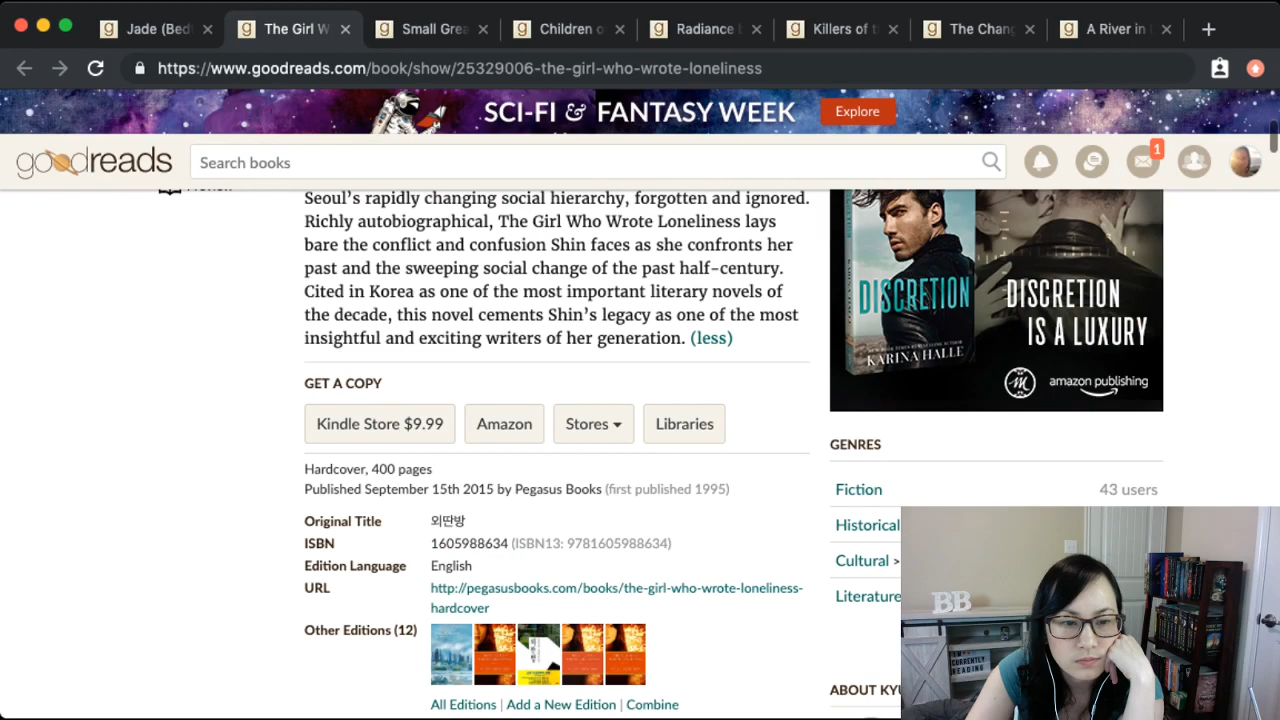 Jade (Bed
The Girl W
Small Grea
Children o
Radiance
Killers of t
The Chang
A River in
https://www.goodreads.com/book/show/25329006-the-girl-who-wrote-loneliness
SCI-FI & FANTASY WEEK
Explore
goodreads
Search books
1
Seoul’s rapidly changing social hierarchy, forgotten and ignored.
Richly autobiographical, The Girl Who Wrote Loneliness lays
bare the conflict and confusion Shin faces as she confronts her
past and the sweeping social change of the past half-century.
Cited in Korea as one of the most important literary novels of
the decade, this novel cements Shin’s legacy as one of the most
insightful and exciting writers of her generation. (less)
DISCRETION
KARINA HALLE
DISCRETION
IS A LUXURY
amazon publishing
GET A COPY
Kindle Store $9.99
Amazon
Stores
Libraries
Hardcover, 400 pages
Published September 15th 2015 by Pegasus Books (first published 1995)
Original Title 외딴방
ISBN 1605988634 (ISBN13: 9781605988634)
Edition Language English
URL http://pegasusbooks.com/books/the-girl-who-wrote-loneliness-
hardcover
Other Editions (12)
All Editions | Add a New Edition | Combine
GENRES
Fiction 43 users
Historical
Cultural >
Literature
ABOUT KYU
BB
CURRENTLY
READING